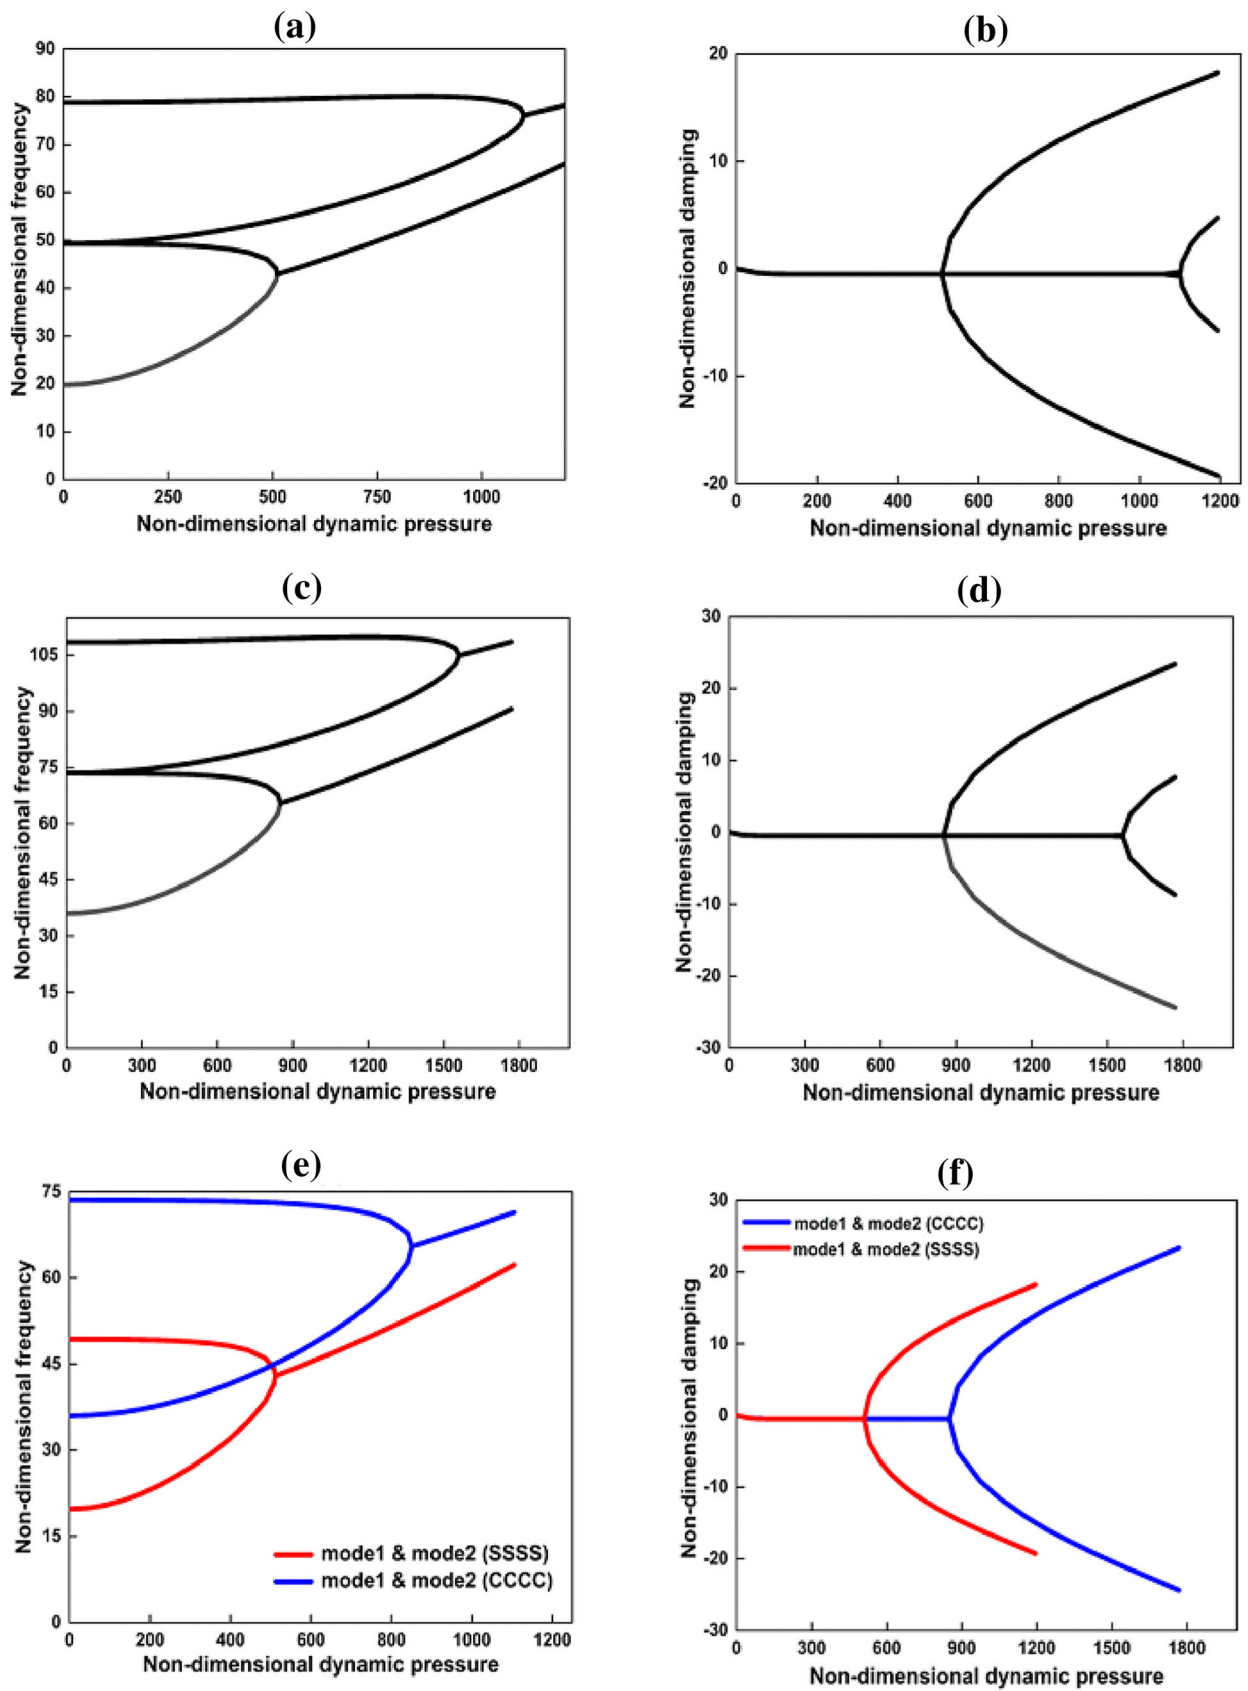 (a)
90
80
70
60
50
40
30
20
10
0
Non-dimensional frequency
0 250 500 750 1000
Non-dimensional dynamic pressure
(b)
20
10
0
-10
-20
Non-dimensional damping
0 200 400 600 800 1000 1200
Non-dimensional dynamic pressure
(c)
105
90
75
60
45
30
15
0
Non-dimensional frequency
0 300 600 900 1200 1500 1800
Non-dimensional dynamic pressure
(d)
30
20
10
0
-10
-20
-30
Non-dimensional damping
0 300 600 900 1200 1500 1800
Non-dimensional dynamic pressure
(e)
75
60
45
30
15
0
Non-dimensional frequency
mode1 & mode2 (SSSS)
mode1 & mode2 (CCCC)
0 200 400 600 800 1000 1200
Non-dimensional dynamic pressure
(f)
30
20
10
0
-10
-20
-30
Non-dimensional damping
mode1 & mode2 (CCCC)
mode1 & mode2 (SSSS)
0 300 600 900 1200 1500 1800
Non-dimensional dynamic pressure